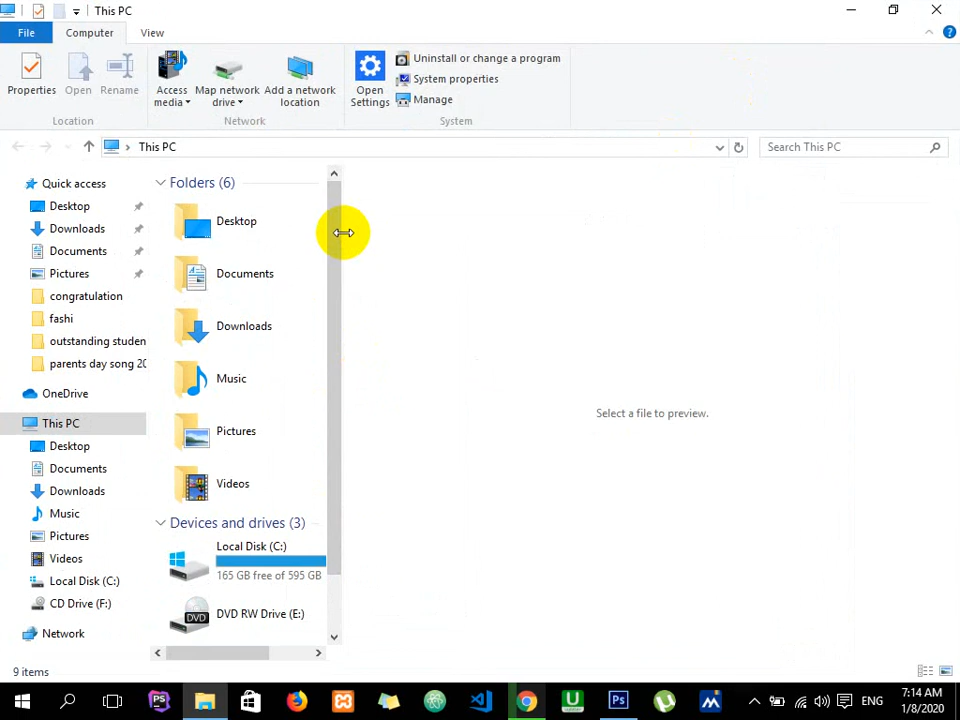 This PC
File Computer View
Properties Open Rename
Access media Map network drive Add a network location
Open Settings
Uninstall or change a program
System properties
Manage
Location Network System
This PC
Search This PC
Quick access
Desktop
Downloads
Documents
Pictures
congratulation
fashi
outstanding studen
parents day song 20
OneDrive
This PC
Desktop
Documents
Downloads
Music
Pictures
Videos
Local Disk (C:)
CD Drive (F:)
Network
Folders (6)
Desktop
Documents
Downloads
Music
Pictures
Videos
Devices and drives (3)
Local Disk (C:)
165 GB free of 595 GB
DVD
DVD RW Drive (E:)
Select a file to preview.
9 items
PS
Ps
ENG
7:14 AM
1/8/2020